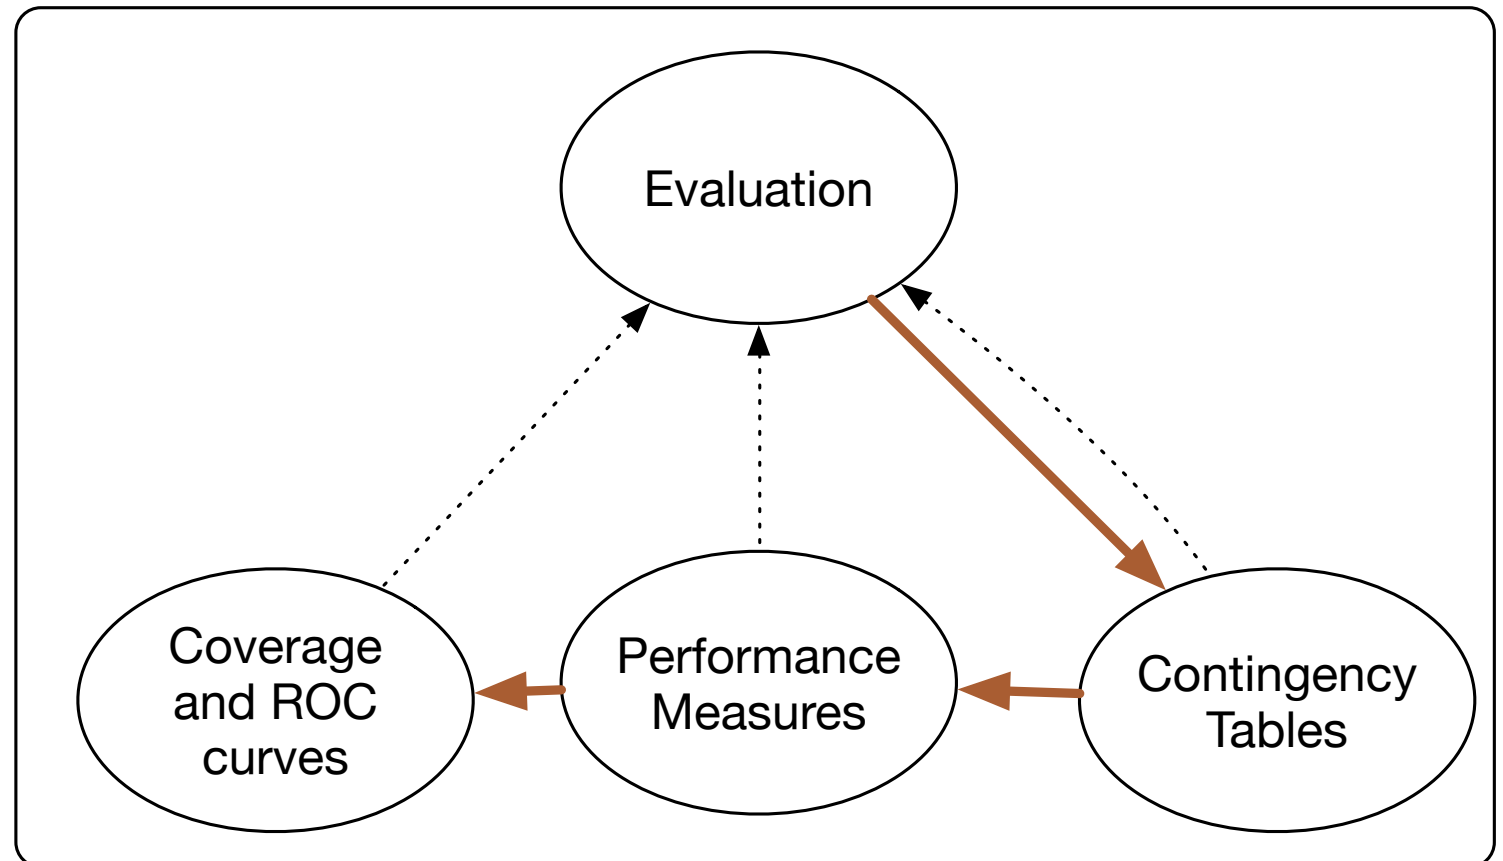 Evaluation
Coverage
and ROC
curves
Performance
Measures
Contingency
Tables